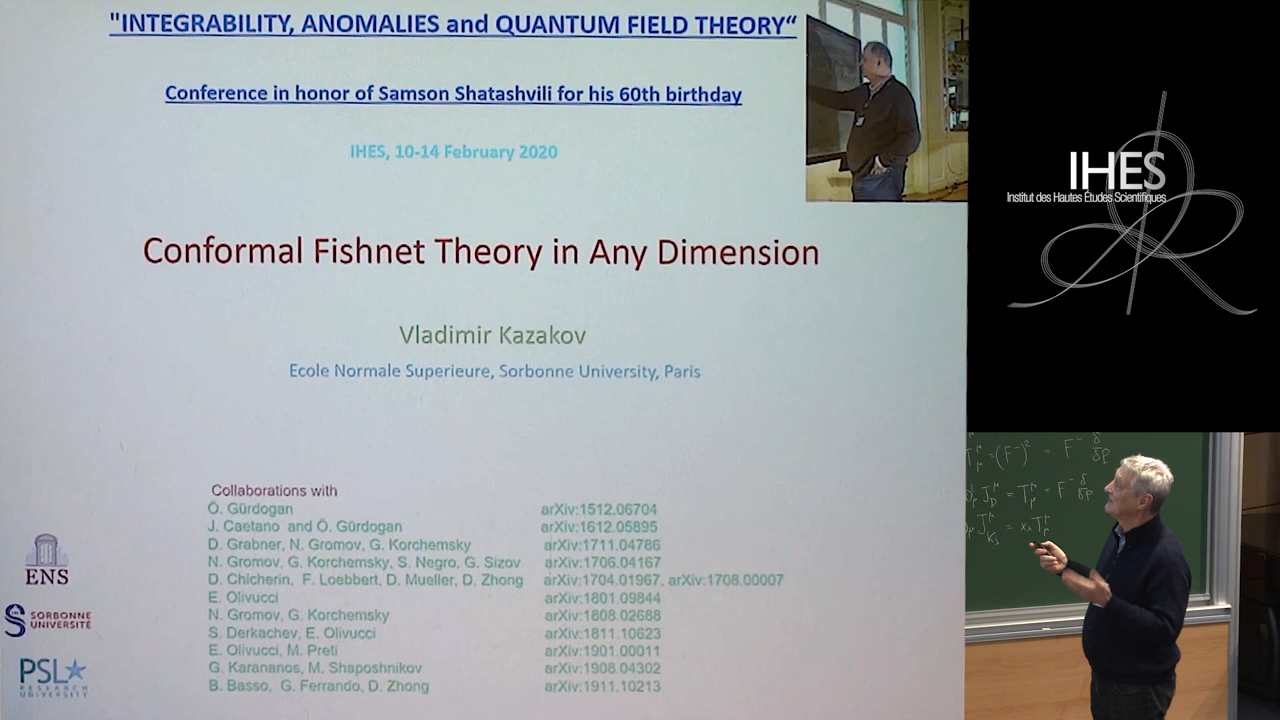 "INTEGRABILITY, ANOMALIES and QUANTUM FIELD THEORY“
Conference in honor of Samson Shatashvili for his 60th birthday
IHES, 10-14 February 2020
Conformal Fishnet Theory in Any Dimension
Vladimir Kazakov
Ecole Normale Superieure, Sorbonne University, Paris
Collaborations with
Ö. Gürdogan arXiv:1512.06704
J. Caetano and Ö. Gürdogan arXiv:1612.05895
D. Grabner, N. Gromov, G. Korchemsky arXiv:1711.04786
N. Gromov, G. Korchemsky, S. Negro, G. Sizov arXiv:1706.04167
D. Chicherin, F. Loebbert, D. Mueller, D. Zhong arXiv:1704.01967, arXiv:1708.00007
E. Olivucci arXiv:1801.09844
N. Gromov, G. Korchemsky arXiv:1808.02688
S. Derkachev, E. Olivucci arXiv:1811.10623
E. Olivucci, M. Preti arXiv:1901.00011
G. Karananos, M. Shaposhnikov arXiv:1908.04302
B. Basso, G. Ferrando, D. Zhong arXiv:1911.10213
ENS
SORBONNE
UNIVERSITÉ
PSL
RESEARCH
UNIVERSITY
IHES
Institut des Hautes Études Scientifiques